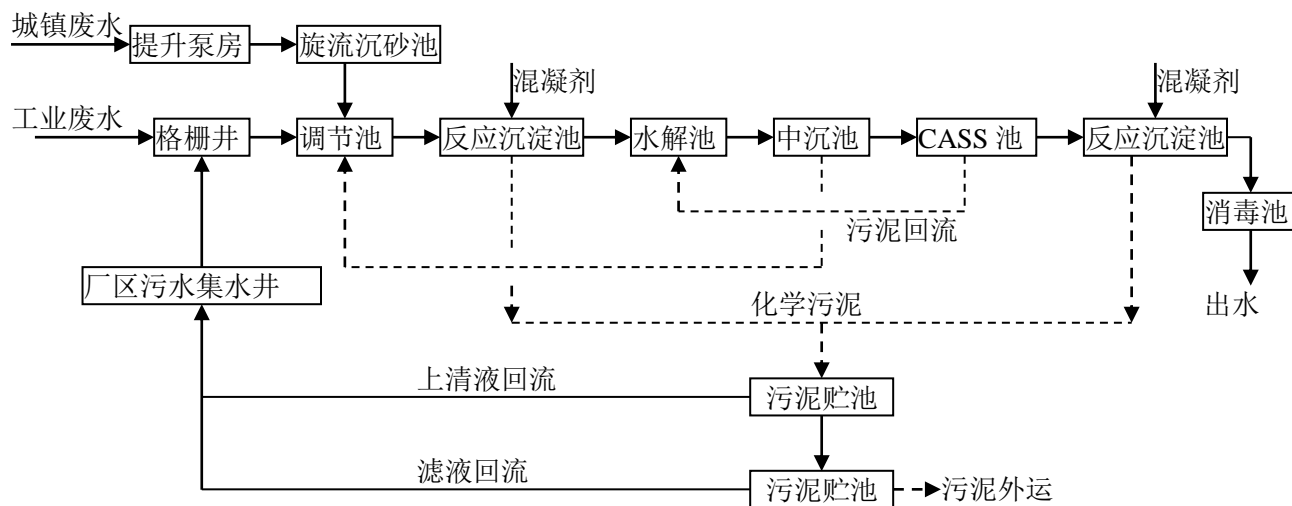 城镇废水
提升泵房
旋流沉砂池
混凝剂
混凝剂
工业废水
格栅井
调节池
反应沉淀池
水解池
中沉池
CASS 池
反应沉淀池
消毒池
污泥回流
厂区污水集水井
化学污泥
出水
上清液回流
污泥贮池
滤液回流
污泥贮池
污泥外运